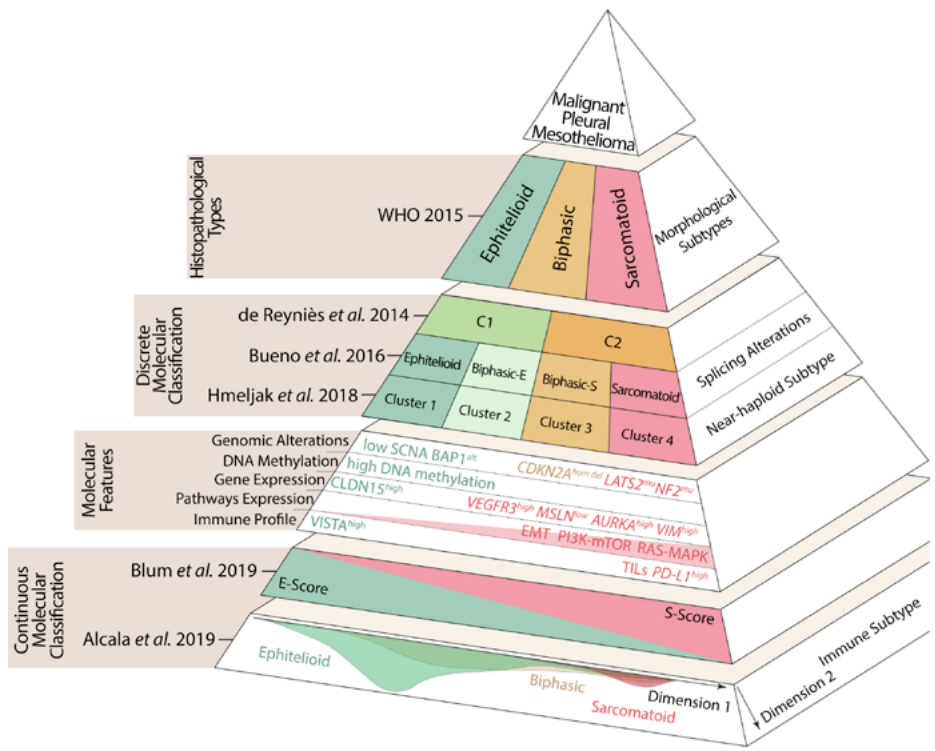 Malignant
Pleural
Mesothelioma
Histopathological
Types
WHO 2015
Ephitelioid
Biphasic
Sarcomatoid
Morphological
Subtypes
Discrete
Molecular
Classification
de Reyniès et al. 2014
C1
C2
Bueno et al. 2016
Ephitelioid
Biphasic-E
Biphasic-S
Sarcomatoid
Hmeljak et al. 2018
Cluster 1
Cluster 2
Cluster 3
Cluster 4
Splicing Alterations
Near-haploid Subtype
Molecular
Features
Genomic Alterations
low SCNA BAP1alt
CDKN2Ahom del LATS2mu NF2mu
DNA Methylation
high DNA methylation
Gene Expression
CLDN15high
VEGFR3high MSLNlow AURKAhigh VIMhigh
Pathways Expression
EMT PI3K-mTOR RAS-MAPK
Immune Profile
VISTAhigh
TILs PD-L1high
Continuous
Molecular
Classification
Blum et al. 2019
E-Score
S-Score
Alcala et al. 2019
Ephitelioid
Biphasic
Sarcomatoid
Dimension 1
Dimension 2
Immune Subtype